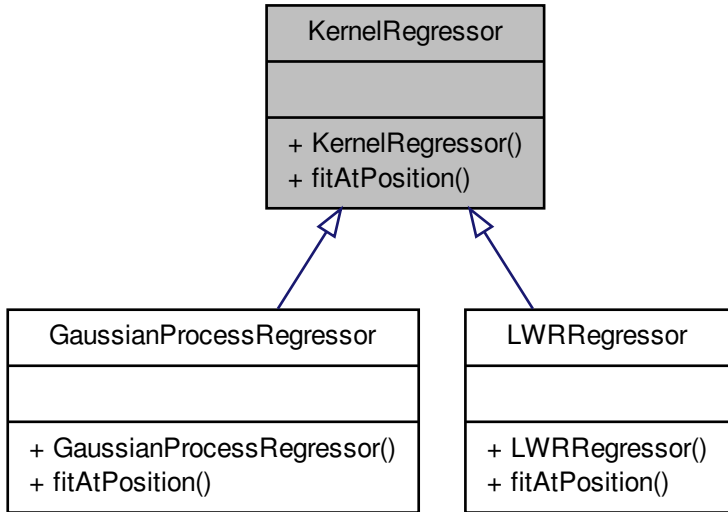 KernelRegressor
+ KernelRegressor()
+ fitAtPosition()
GaussianProcessRegressor
+ GaussianProcessRegressor()
+ fitAtPosition()
LWRRegressor
+ LWRRegressor()
+ fitAtPosition()